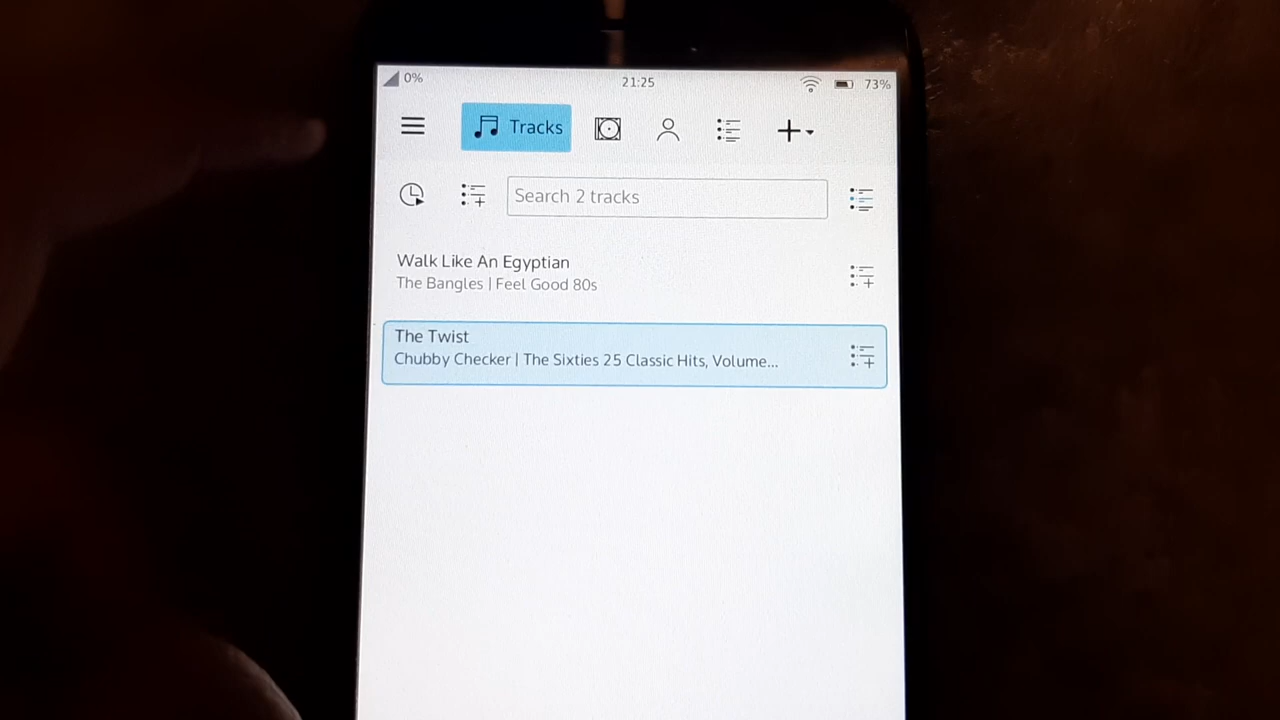 0%
21:25
73%
Tracks
Search 2 tracks
Walk Like An Egyptian
The Bangles | Feel Good 80s
The Twist
Chubby Checker | The Sixties 25 Classic Hits, Volume...